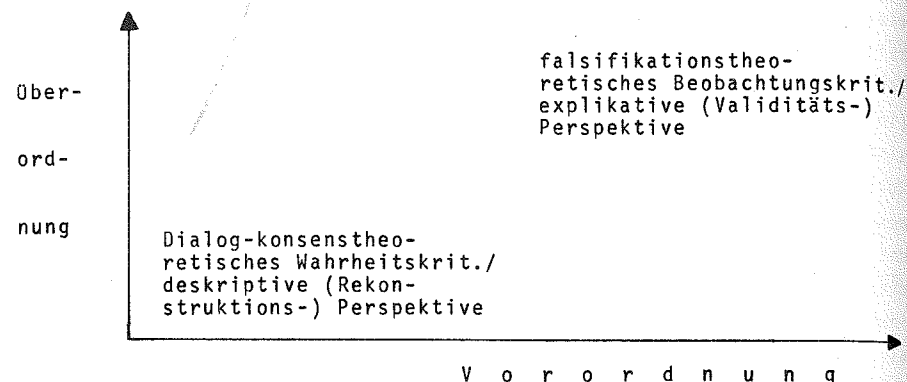 falsifikationstheo-
retisches Beobachtungskrit./
explikative (Validitäts-)
Perspektive
Über-
ord-
nung
Dialog-konsenstheo-
retisches Wahrheitskrit./
deskriptive (Rekon-
struktions-) Perspektive
V o r o r d n u n g